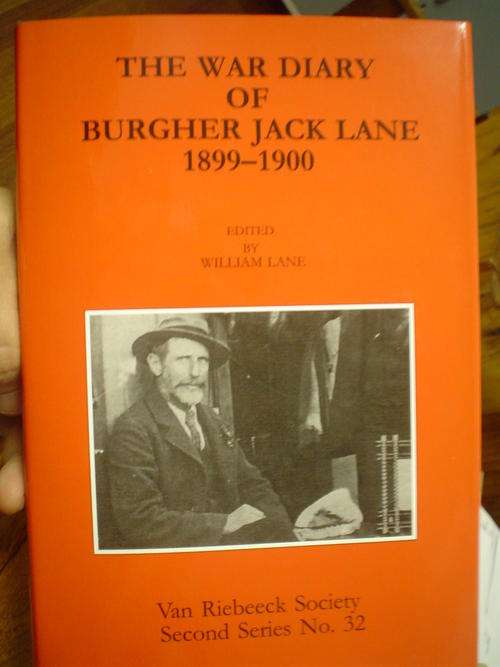 THE WAR DIARY
OF
BURGHER JACK LANE
1899–1900
EDITED
BY
WILLIAM LANE
Van Riebeeck Society
Second Series No. 32